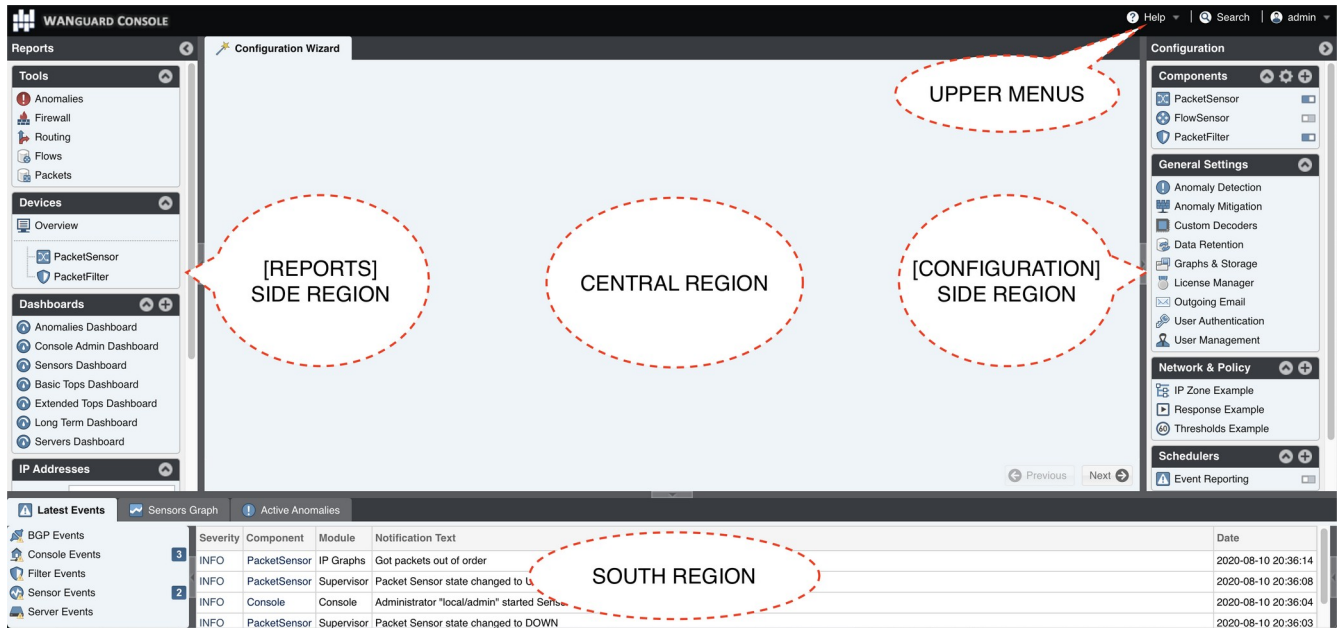 WANGUARD CONSOLE
Help
Search
admin
Reports
Configuration Wizard
Configuration
Tools
Anomalies
Firewall
Routing
Flows
Packets
Devices
Overview
PacketSensor
PacketFilter
Dashboards
Anomalies Dashboard
Console Admin Dashboard
Sensors Dashboard
Basic Tops Dashboard
Extended Tops Dashboard
Long Term Dashboard
Servers Dashboard
IP Addresses
UPPER MENUS
[REPORTS]
SIDE REGION
CENTRAL REGION
[CONFIGURATION]
SIDE REGION
Previous
Next
Components
PacketSensor
FlowSensor
PacketFilter
General Settings
Anomaly Detection
Anomaly Mitigation
Custom Decoders
Data Retention
Graphs & Storage
License Manager
Outgoing Email
User Authentication
User Management
Network & Policy
IP Zone Example
Response Example
60 Thresholds Example
Schedulers
Event Reporting
Latest Events
Sensors Graph
Active Anomalies
BGP Events
Console Events 3
Filter Events
Sensor Events 2
Server Events
Severity Component Module Notification Text Date
INFO PacketSensor IP Graphs Got packets out of order 2020-08-10 20:36:14
INFO PacketSensor Supervisor Packet Sensor state changed to 2020-08-10 20:36:08
INFO Console Console Administrator "local/admin" started 2020-08-10 20:36:04
INFO PacketSensor Supervisor Packet Sensor state changed to DOWN 2020-08-10 20:36:03
SOUTH REGION